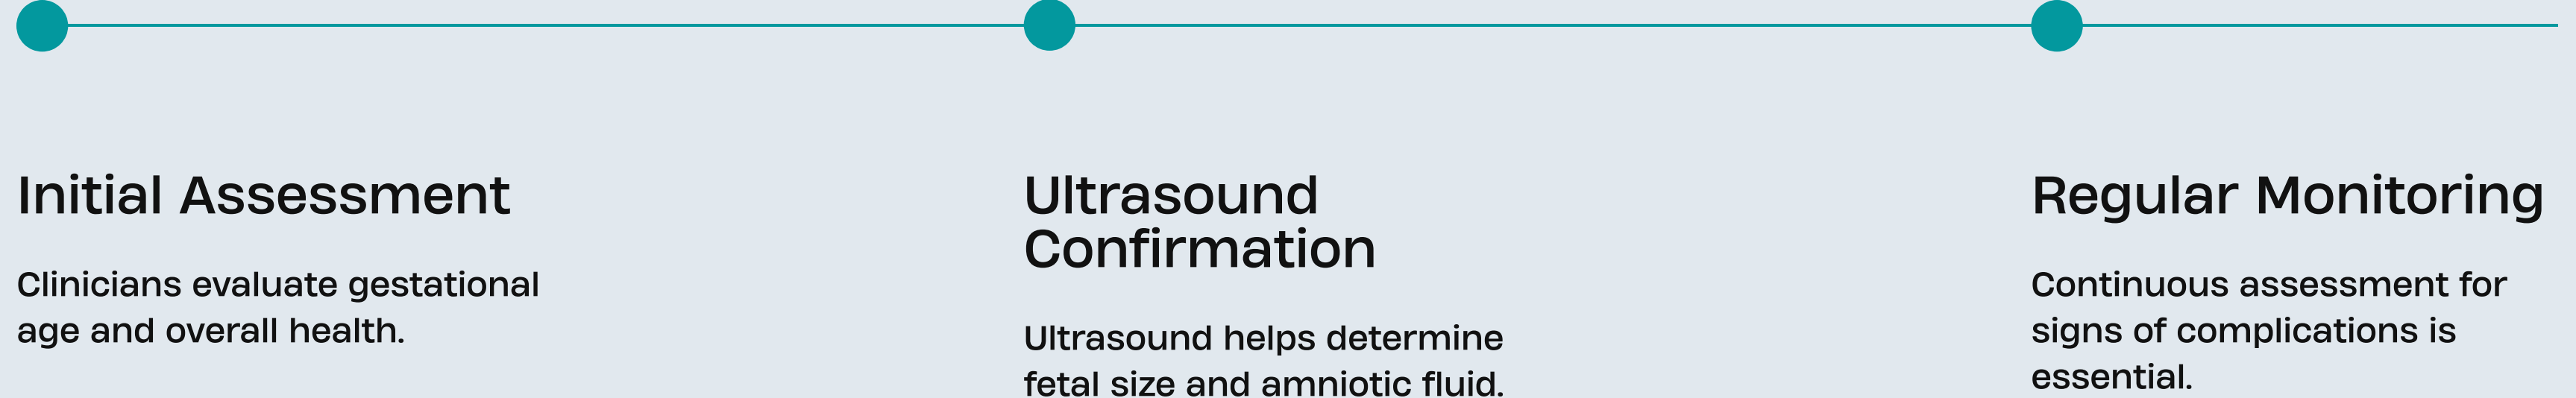 Initial Assessment
Clinicians evaluate gestational
age and overall health.
Ultrasound
Confirmation
Ultrasound helps determine
fetal size and amniotic fluid.
Regular Monitoring
Continuous assessment for
signs of complications is
essential.